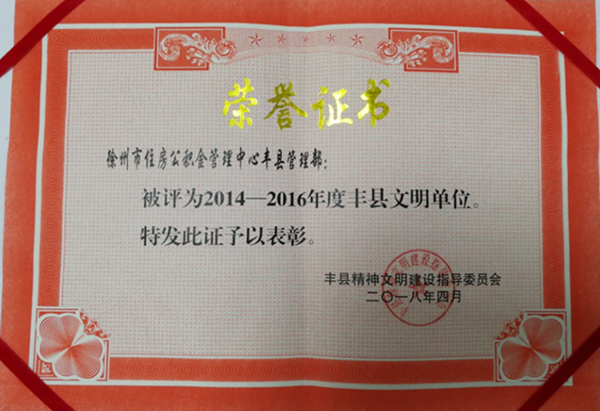 荣誉证书
徐州市住房公积金管理中心丰县管理部：
被评为2014—2016年度丰县文明单位。
特发此证予以表彰。
丰县精神文明建设指导委员会
二〇一八年四月